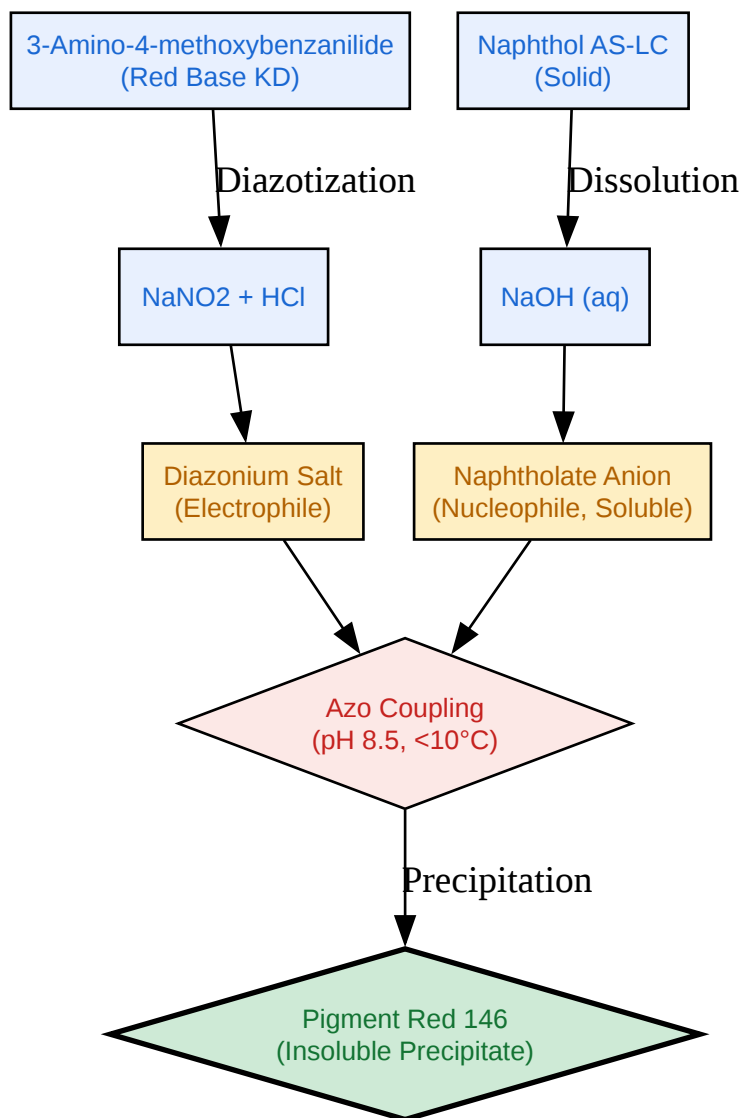 3-Amino-4-methoxybenzanilide
(Red Base KD)
Naphthol AS-LC
(Solid)
Diazotization
Dissolution
NaNO2 + HCl
NaOH (aq)
Diazonium Salt
(Electrophile)
Naphtholate Anion
(Nucleophile, Soluble)
Azo Coupling
(pH 8.5, <10°C)
Precipitation
Pigment Red 146
(Insoluble Precipitate)